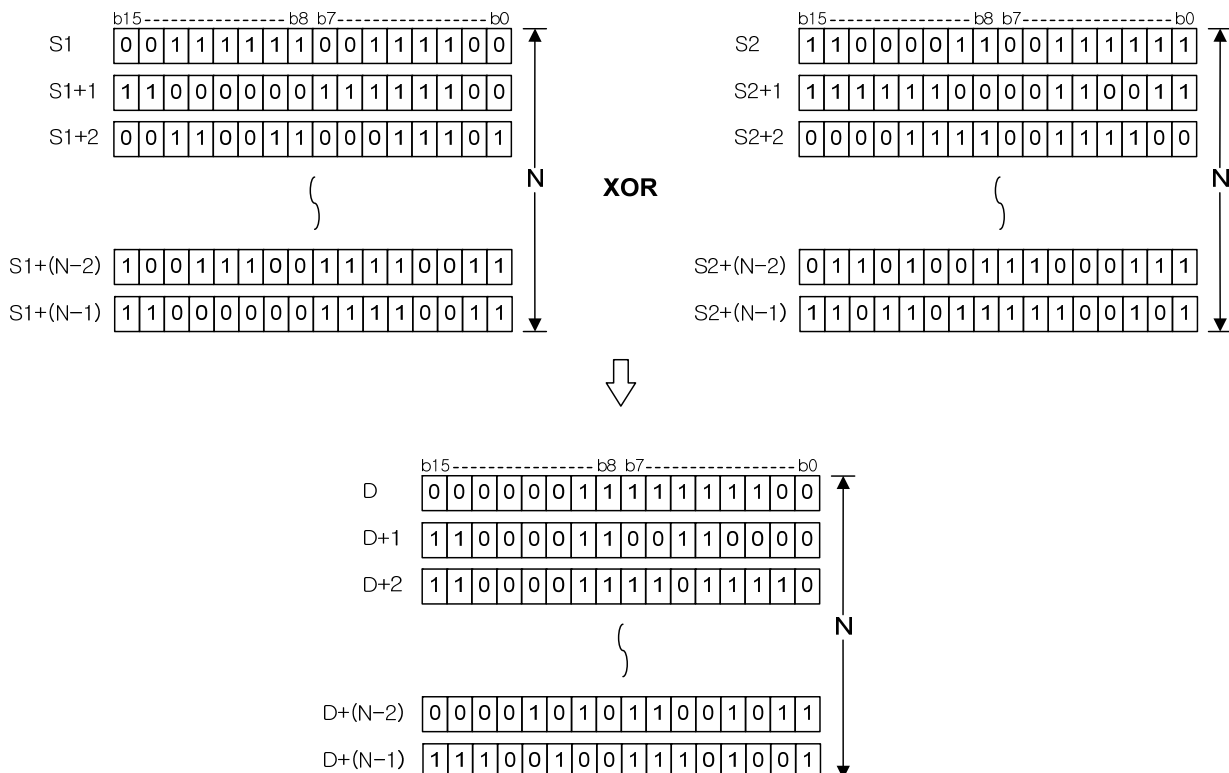 b15 b8 b7 b0
S1 0 0 1 1 1 1 1 1 0 0 1 1 1 1 0 0
S1+1 1 1 0 0 0 0 0 0 1 1 1 1 1 1 0 0
S1+2 0 0 1 1 0 0 1 1 0 0 0 1 1 1 0 1
S1+(N-2) 1 0 0 1 1 1 0 0 1 1 1 1 0 0 1 1
S1+(N-1) 1 1 0 0 0 0 0 0 1 1 1 1 0 0 1 1
N
XOR
b15 b8 b7 b0
S2 1 1 0 0 0 0 1 1 0 0 1 1 1 1 1 1
S2+1 1 1 1 1 1 1 0 0 0 0 1 1 0 0 1 1
S2+2 0 0 0 0 1 1 1 1 0 0 1 1 1 1 0 0
S2+(N-2) 0 1 1 0 1 0 0 1 1 1 0 0 0 1 1 1
S2+(N-1) 1 1 0 1 1 0 1 1 1 1 1 0 0 1 0 1
N
b15 b8 b7 b0
D 0 0 0 0 0 0 1 1 1 1 1 1 1 1 0 0
D+1 1 1 0 0 0 0 1 1 0 0 1 1 0 0 0 0
D+2 1 1 0 0 0 0 1 1 1 1 0 1 1 1 1 0
D+(N-2) 0 0 0 0 1 0 1 0 1 1 0 0 1 0 1 1
D+(N-1) 1 1 1 0 0 1 0 0 1 1 1 0 1 0 0 1
N